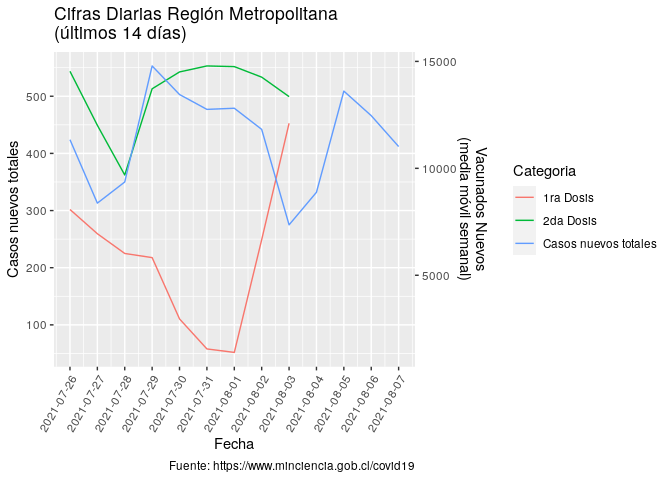 Cifras Diarias Región Metropolitana
(últimos 14 días)
Casos nuevos totales
500
400
300
200
100
15000
10000
5000
Vacunados Nuevos
(media móvil semanal)
2021-07-26
2021-07-27
2021-07-28
2021-07-29
2021-07-30
2021-07-31
2021-08-01
2021-08-02
2021-08-03
2021-08-04
2021-08-05
2021-08-06
2021-08-07
Fecha
Categoria
1ra Dosis
2da Dosis
Casos nuevos totales
Fuente: https://www.minciencia.gob.cl/covid19